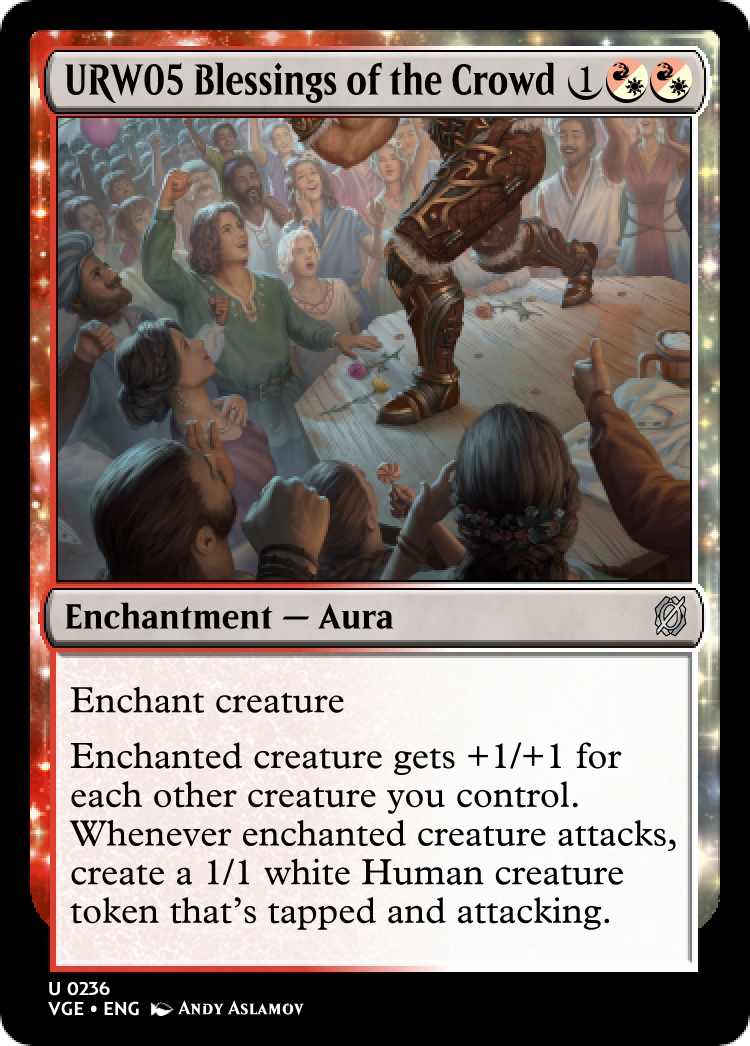 URW05 Blessings of the Crowd 1
Enchantment — Aura
Enchant creature
Enchanted creature gets +1/+1 for
each other creature you control.
Whenever enchanted creature attacks,
create a 1/1 white Human creature
token that's tapped and attacking.
U 0236
VGE • ENG Andy Aslamov